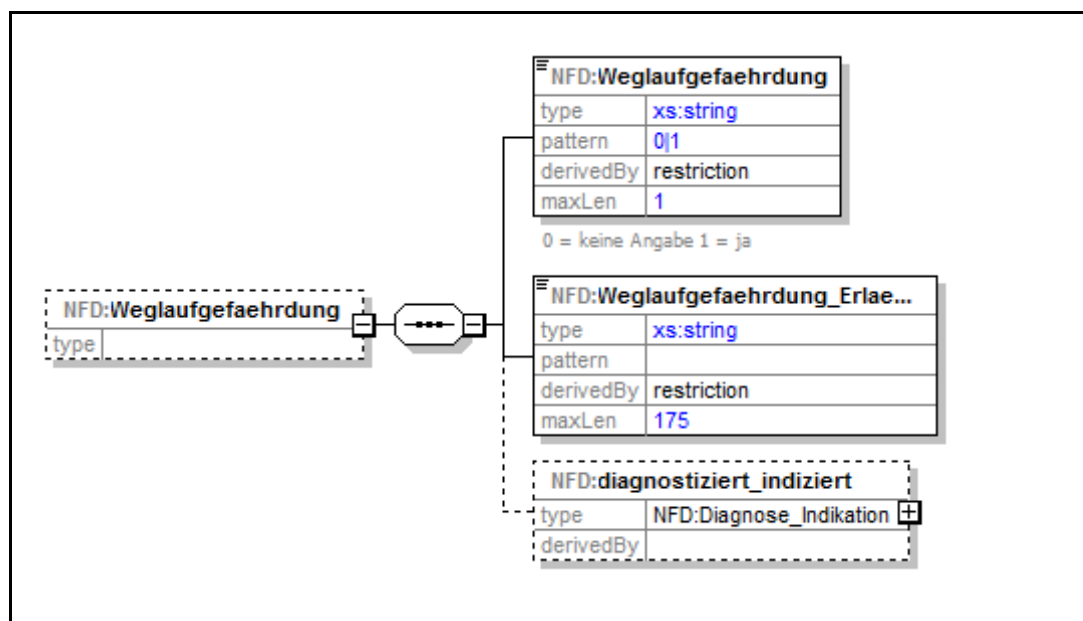 NFD:Weglaufgefaehrdung
type
NFD:Weglaufgefaehrdung
type xs:string
pattern 0|1
derivedBy restriction
maxLen 1
0 = keine Angabe 1 = ja
NFD:Weglaufgefaehrdung_Erlae...
type xs:string
pattern
derivedBy restriction
maxLen 175
NFD:diagnostiziert_indiziert
type NFD:Diagnose_Indikation
derivedBy